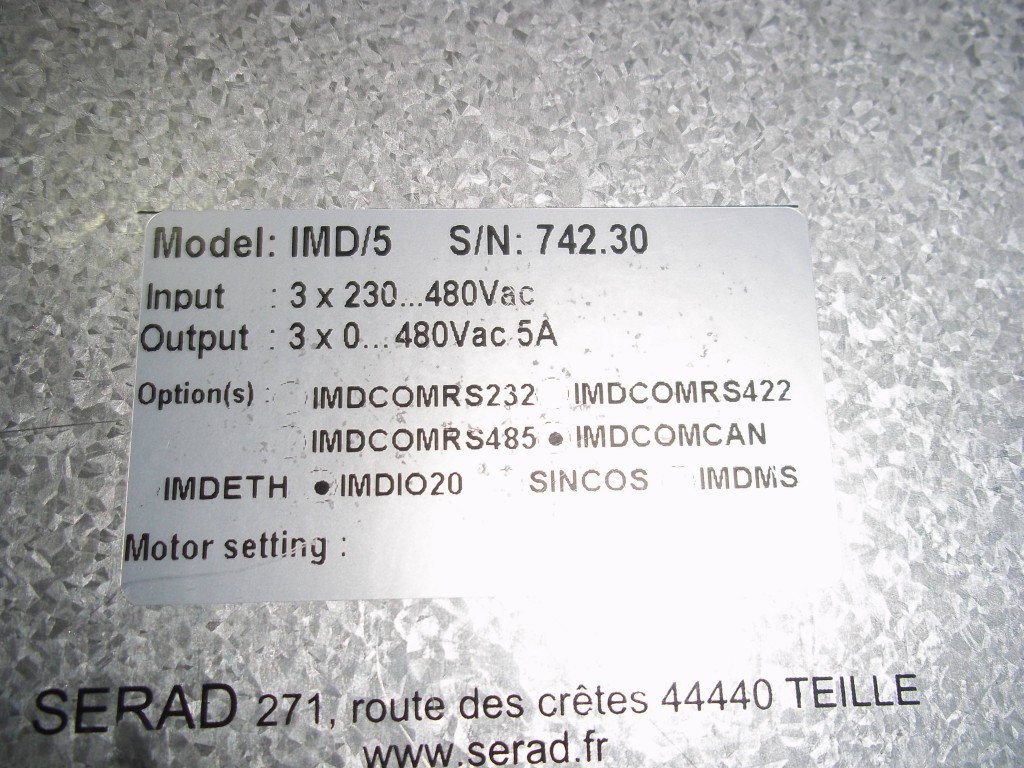 Model: IMD/5 S/N: 742.30
Input : 3 x 230...480Vac
Output : 3 x 0...480Vac 5A
Option(s) : ○ IMDCOMRS232 ○ IMDCOMRS422
○ IMDCOMRS485 ● IMDCOMCAN
○ IMDETH ● IMDIO20 ○ SINCOS ○ IMDMS
Motor setting :
SERAD 271, route des crêtes 44440 TEILLE
www.serad.fr